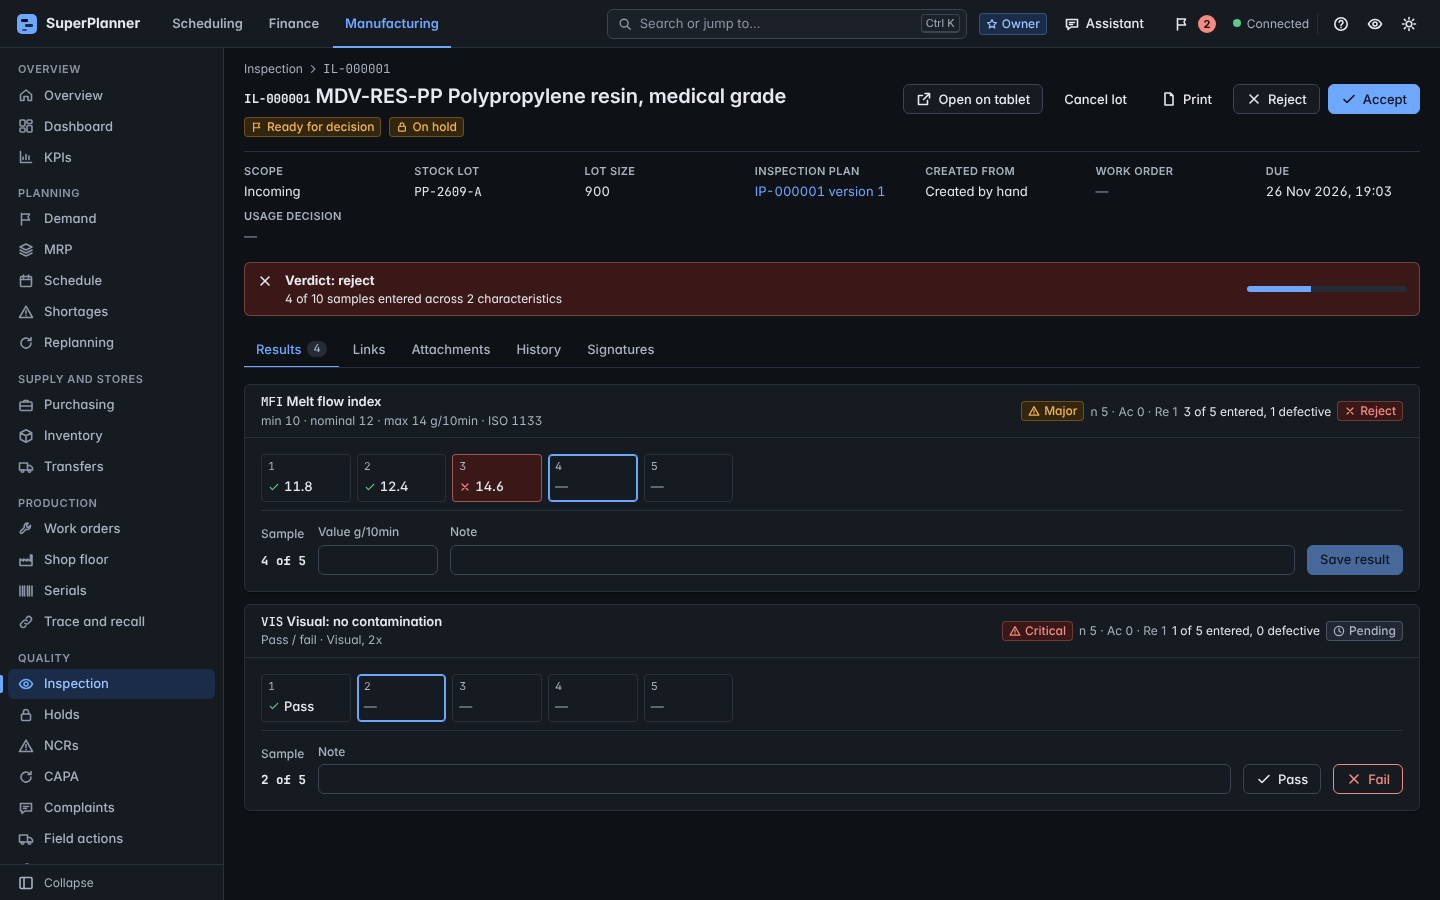 SuperPlanner
Scheduling
Finance
Manufacturing
Search or jump to...
Ctrl K
Owner
Assistant
2
Connected
OVERVIEW
Overview
Dashboard
KPIs
PLANNING
Demand
MRP
Schedule
Shortages
Replanning
SUPPLY AND STORES
Purchasing
Inventory
Transfers
PRODUCTION
Work orders
Shop floor
Serials
Trace and recall
QUALITY
Inspection
Holds
NCRs
CAPA
Complaints
Field actions
Collapse
Inspection > IL-000001
IL-000001 MDV-RES-PP Polypropylene resin, medical grade
Ready for decision
On hold
Open on tablet
Cancel lot
Print
Reject
Accept
SCOPE
Incoming
STOCK LOT
PP-2609-A
LOT SIZE
900
INSPECTION PLAN
IP-000001 version 1
CREATED FROM
Created by hand
WORK ORDER
—
DUE
26 Nov 2026, 19:03
USAGE DECISION
—
Verdict: reject
4 of 10 samples entered across 2 characteristics
Results 4
Links
Attachments
History
Signatures
MFI Melt flow index
min 10 · nominal 12 · max 14 g/10min · ISO 1133
Major
n 5 · Ac 0 · Re 1 3 of 5 entered, 1 defective
Reject
1
11.8
2
12.4
3
14.6
4
—
5
—
Sample
4 of 5
Value g/10min
Note
Save result
VIS Visual: no contamination
Pass / fail · Visual, 2x
Critical
n 5 · Ac 0 · Re 1 1 of 5 entered, 0 defective
Pending
1
Pass
2
—
3
—
4
—
5
—
Sample
2 of 5
Note
Pass
Fail